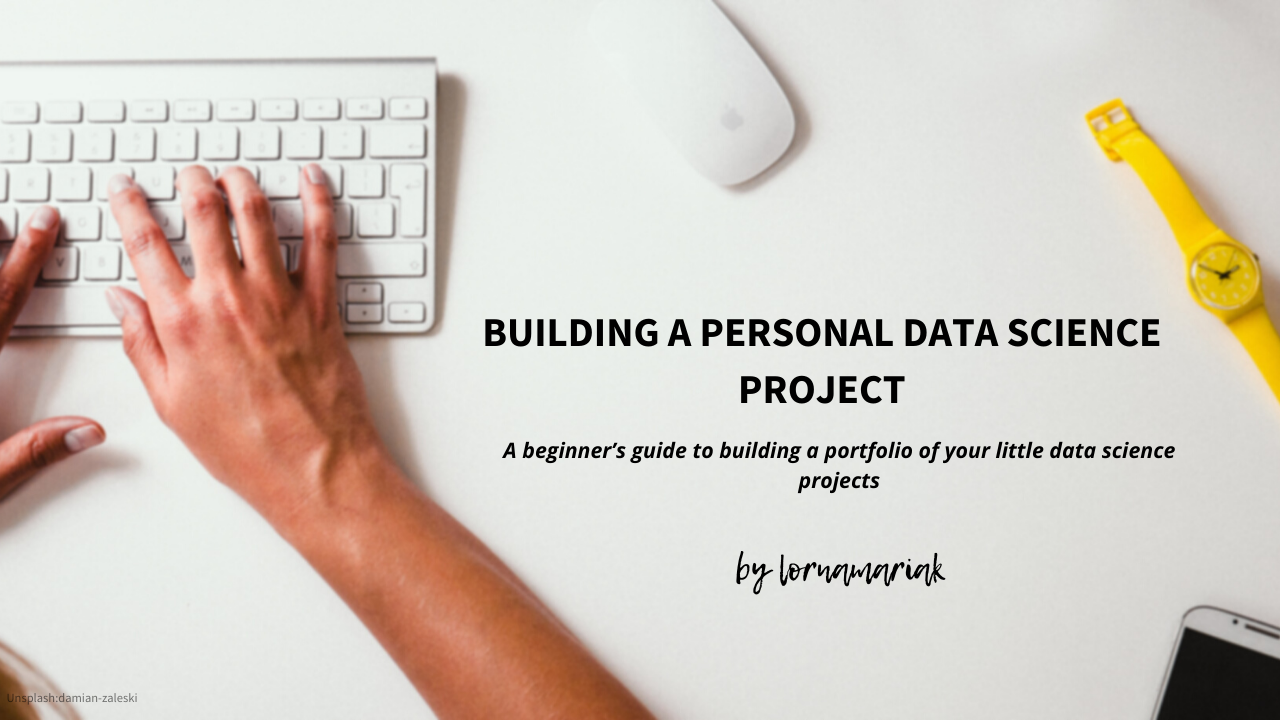 BUILDING A PERSONAL DATA SCIENCE
PROJECT
A beginner’s guide to building a portfolio of your little data science
projects
by lornamariak
Unsplash:damian-zaleski